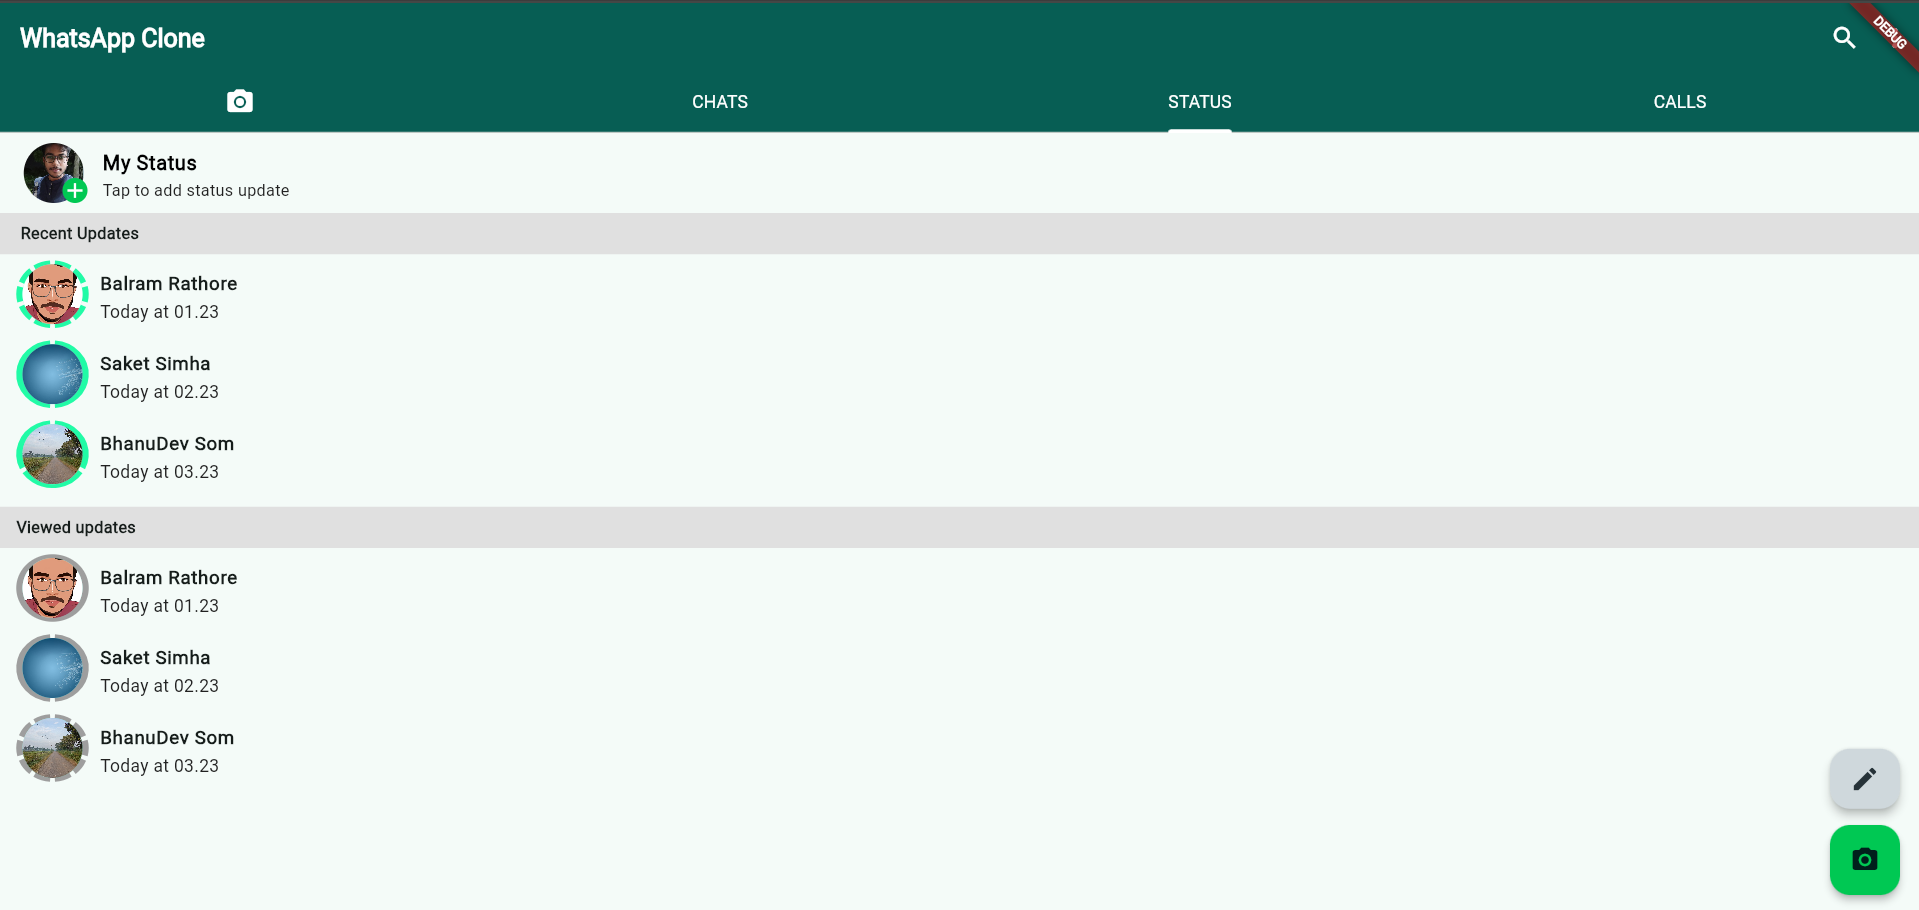 WhatsApp Clone
DEBUG
CHATS
STATUS
CALLS
My Status
Tap to add status update
Recent Updates
Balram Rathore
Today at 01.23
Saket Simha
Today at 02.23
BhanuDev Som
Today at 03.23
Viewed updates
Balram Rathore
Today at 01.23
Saket Simha
Today at 02.23
BhanuDev Som
Today at 03.23